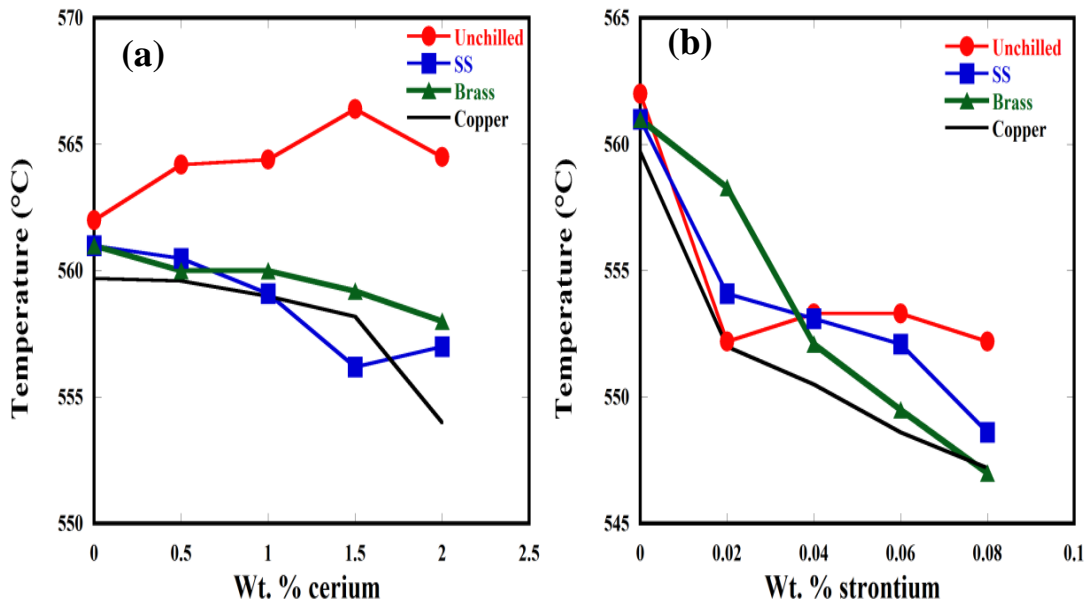 (a)
Unchilled
SS
Brass
Copper
570
565
560
555
550
0 0.5 1 1.5 2 2.5
Temperature (°C)
Wt. % cerium
(b)
Unchilled
SS
Brass
Copper
565
560
555
550
545
0 0.02 0.04 0.06 0.08 0.1
Temperature (°C)
Wt. % strontium